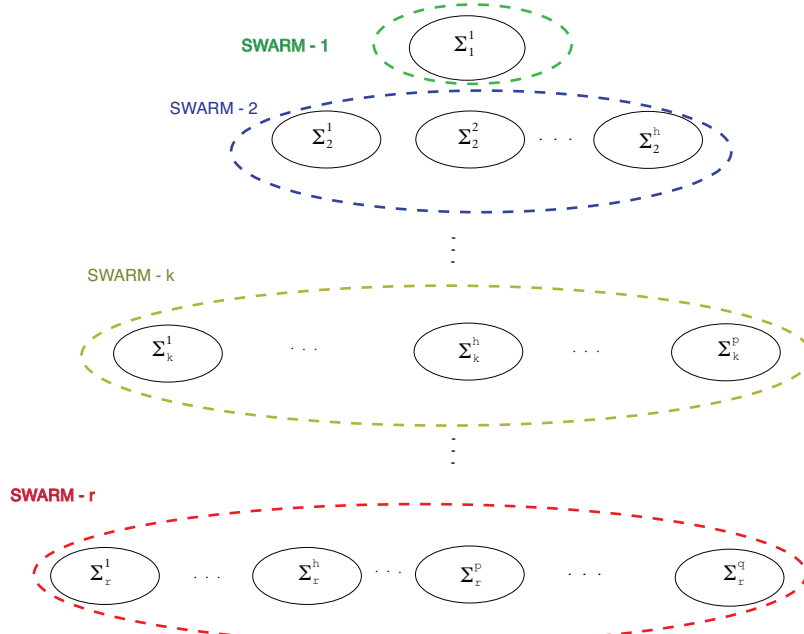 SWARM - 1
Σ₁¹
SWARM - 2
Σ₂¹ Σ₂² . . . Σ₂ʰ
SWARM - k
Σₖ¹ . . . Σₖʰ . . . Σₖᵖ
SWARM - r
Σᵣ¹ . . . Σᵣʰ . . . Σᵣᵖ . . . Σᵣ^q